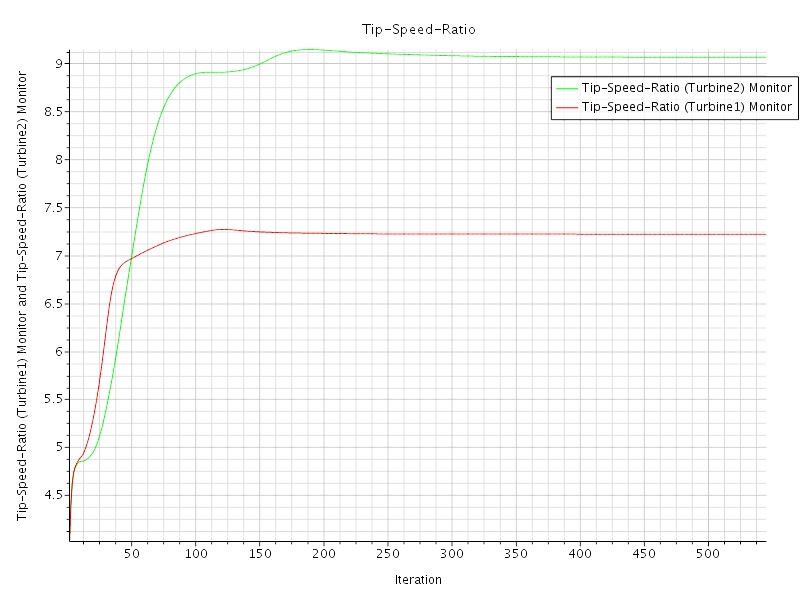 Tip-Speed-Ratio
Tip-Speed-Ratio (Turbine1) Monitor and Tip-Speed-Ratio (Turbine2) Monitor
9
8.5
8
7.5
7
6.5
6
5.5
5
4.5
Tip-Speed-Ratio (Turbine2) Monitor
Tip-Speed-Ratio (Turbine1) Monitor
50 100 150 200 250 300 350 400 450 500
Iteration